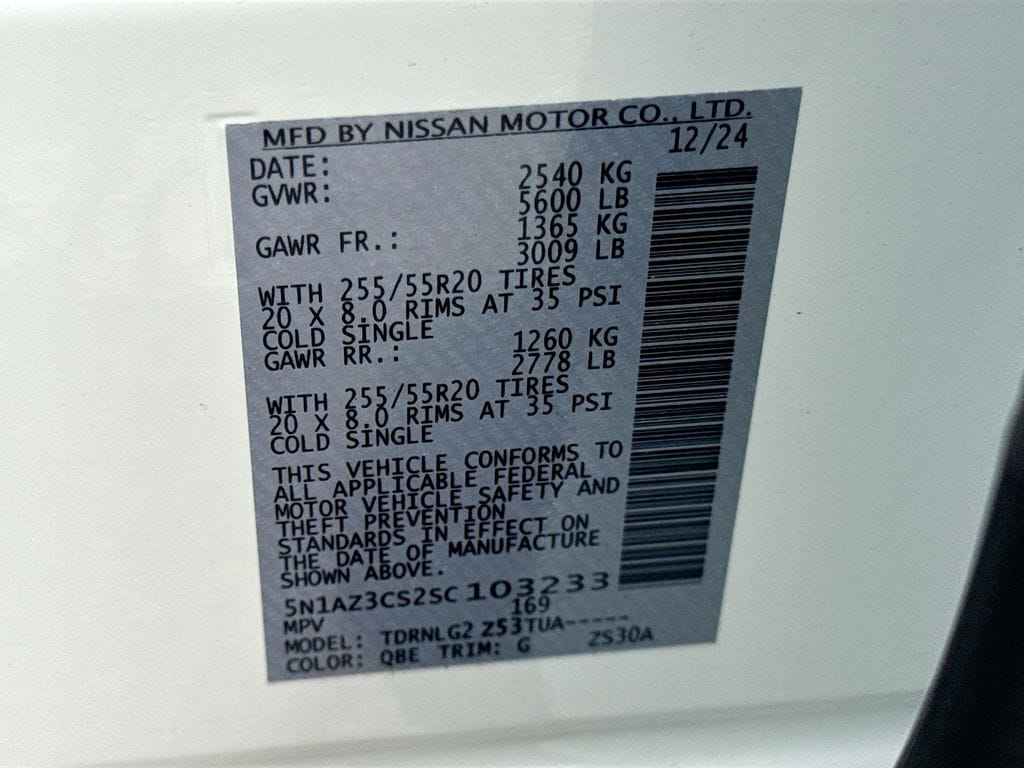 MFD BY NISSAN MOTOR CO., LTD.
DATE: 12/24
GVWR: 2540 KG
5600 LB
GAWR FR.: 1365 KG
3009 LB
WITH 255/55R20 TIRES
20 X 8.0 RIMS AT 35 PSI
COLD SINGLE
GAWR RR.: 1260 KG
2778 LB
WITH 255/55R20 TIRES
20 X 8.0 RIMS AT 35 PSI
COLD SINGLE
THIS VEHICLE CONFORMS TO
ALL APPLICABLE FEDERAL
MOTOR VEHICLE SAFETY AND
THEFT PREVENTION
STANDARDS IN EFFECT ON
THE DATE OF MANUFACTURE
SHOWN ABOVE.
5N1AZ3CS2SC 103233
MPV 169
MODEL: TDRNLG2 Z53TUA-----
COLOR: QBE TRIM: G ZS30A